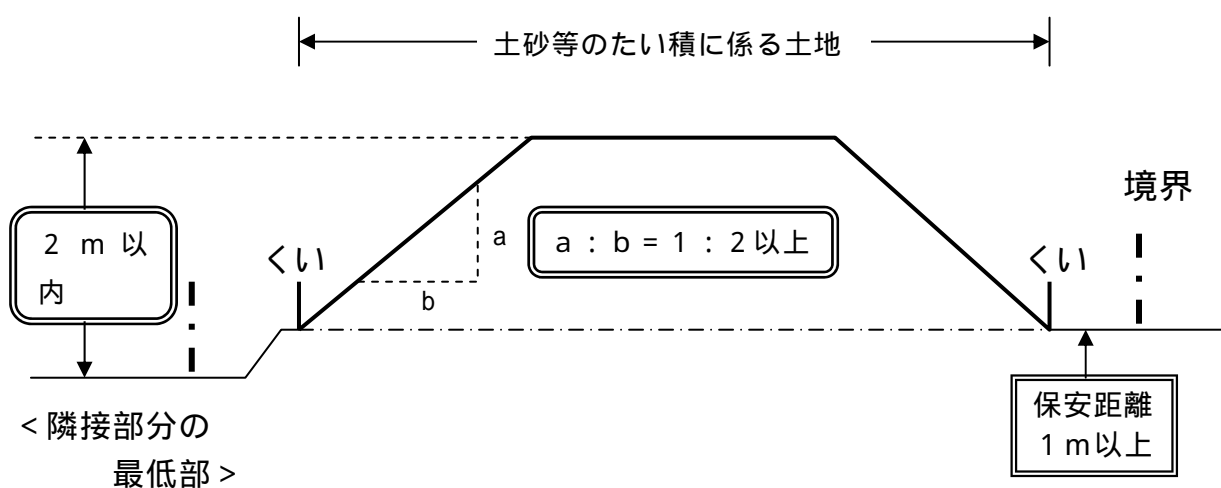 土砂等のたい積に係る土地
境界
２ｍ以
内
くい
a
ａ：ｂ＝１：２以上
くい
b
保安距離
１ｍ以上
＜隣接部分の
最低部＞